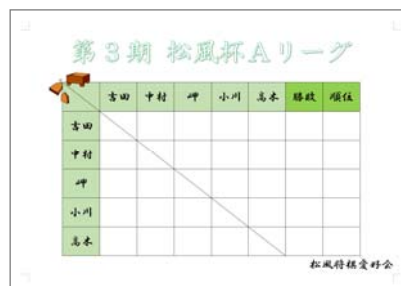 第3期 松風杯Aリーグ
吉田 中村 岬 小川 高木 勝敗 順位
吉田
中村
岬
小川
高木
松風将棋愛好会